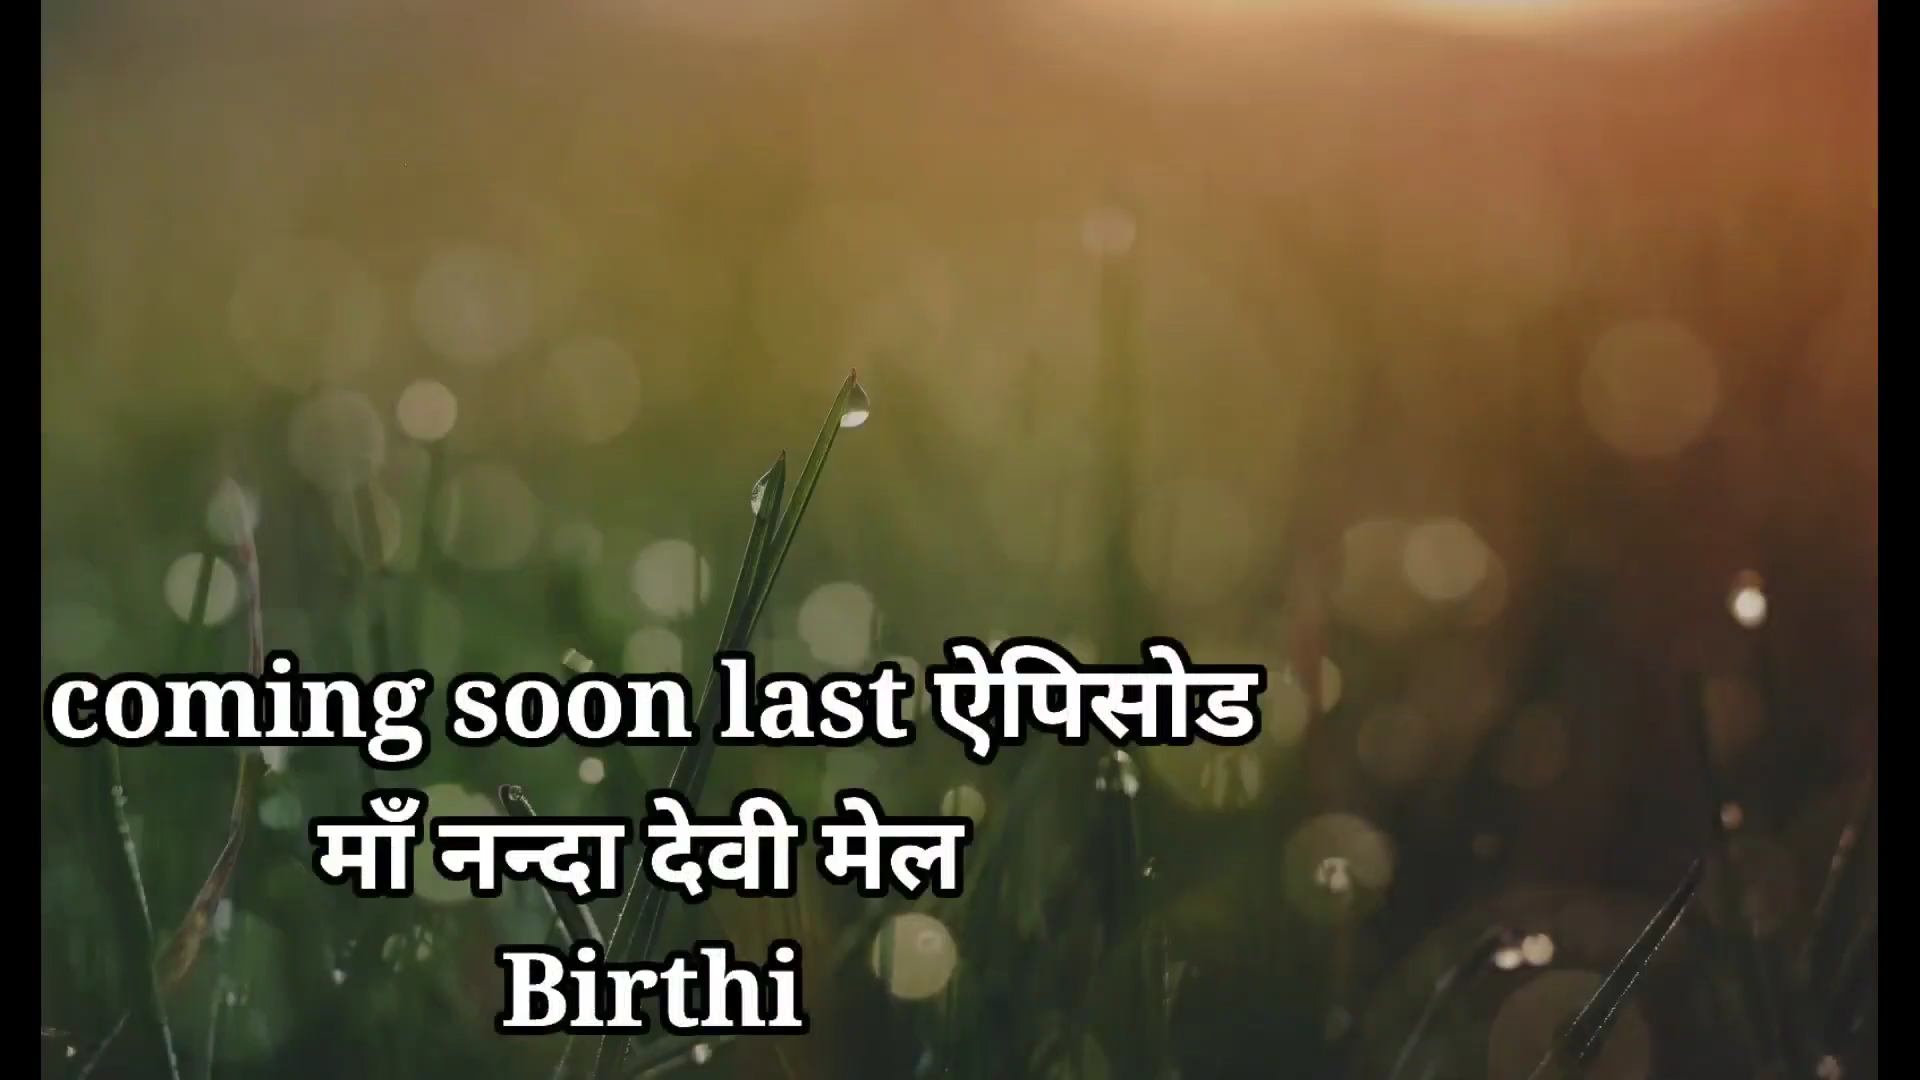 coming soon last ऐपिसोड
माँ नन्दा देवी मेल
Birthi